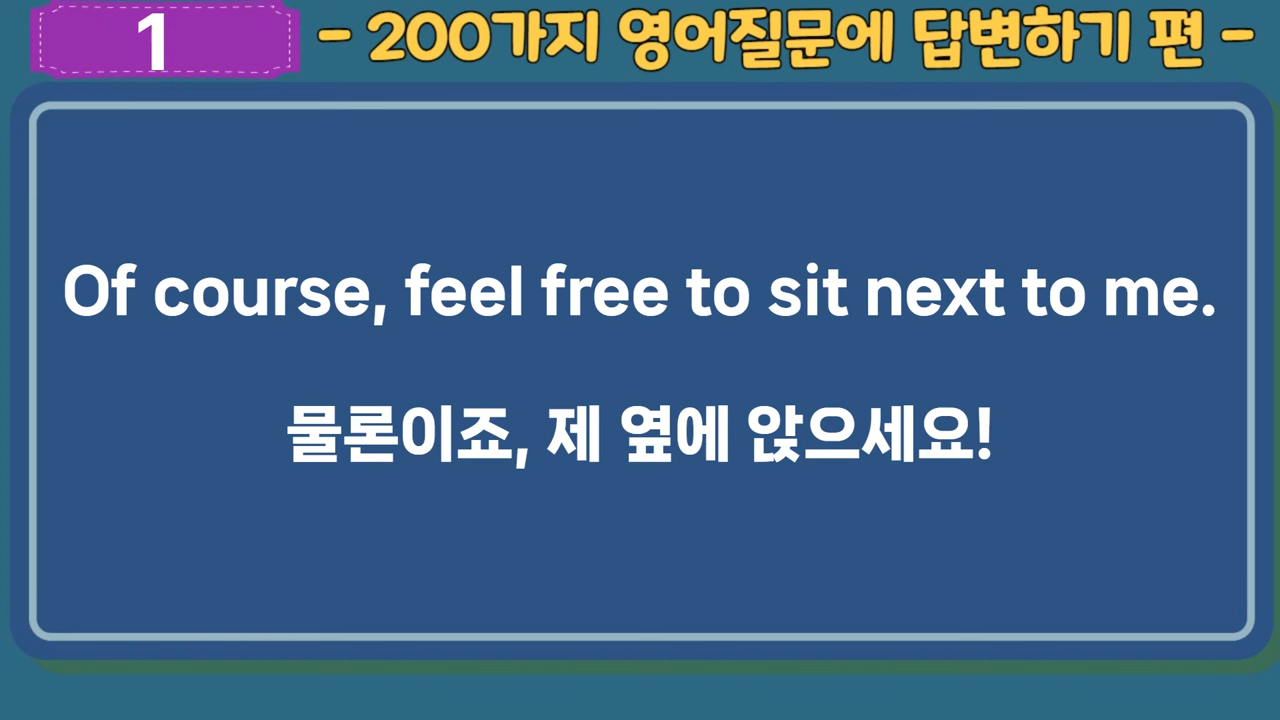 1
- 200가지 영어질문에 답변하기 편 -
Of course, feel free to sit next to me.
물론이죠, 제 옆에 앉으세요!